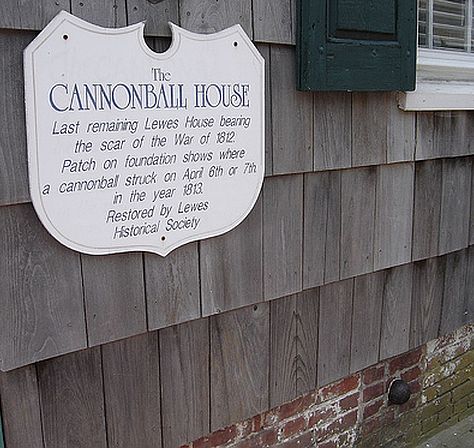 The
CANNONBALL HOUSE
Last remaining Lewes House bearing
the scar of the War of 1812.
Patch on foundation shows where
a cannonball struck on April 6th or 7th
in the year 1813.
Restored by Lewes
Historical Society